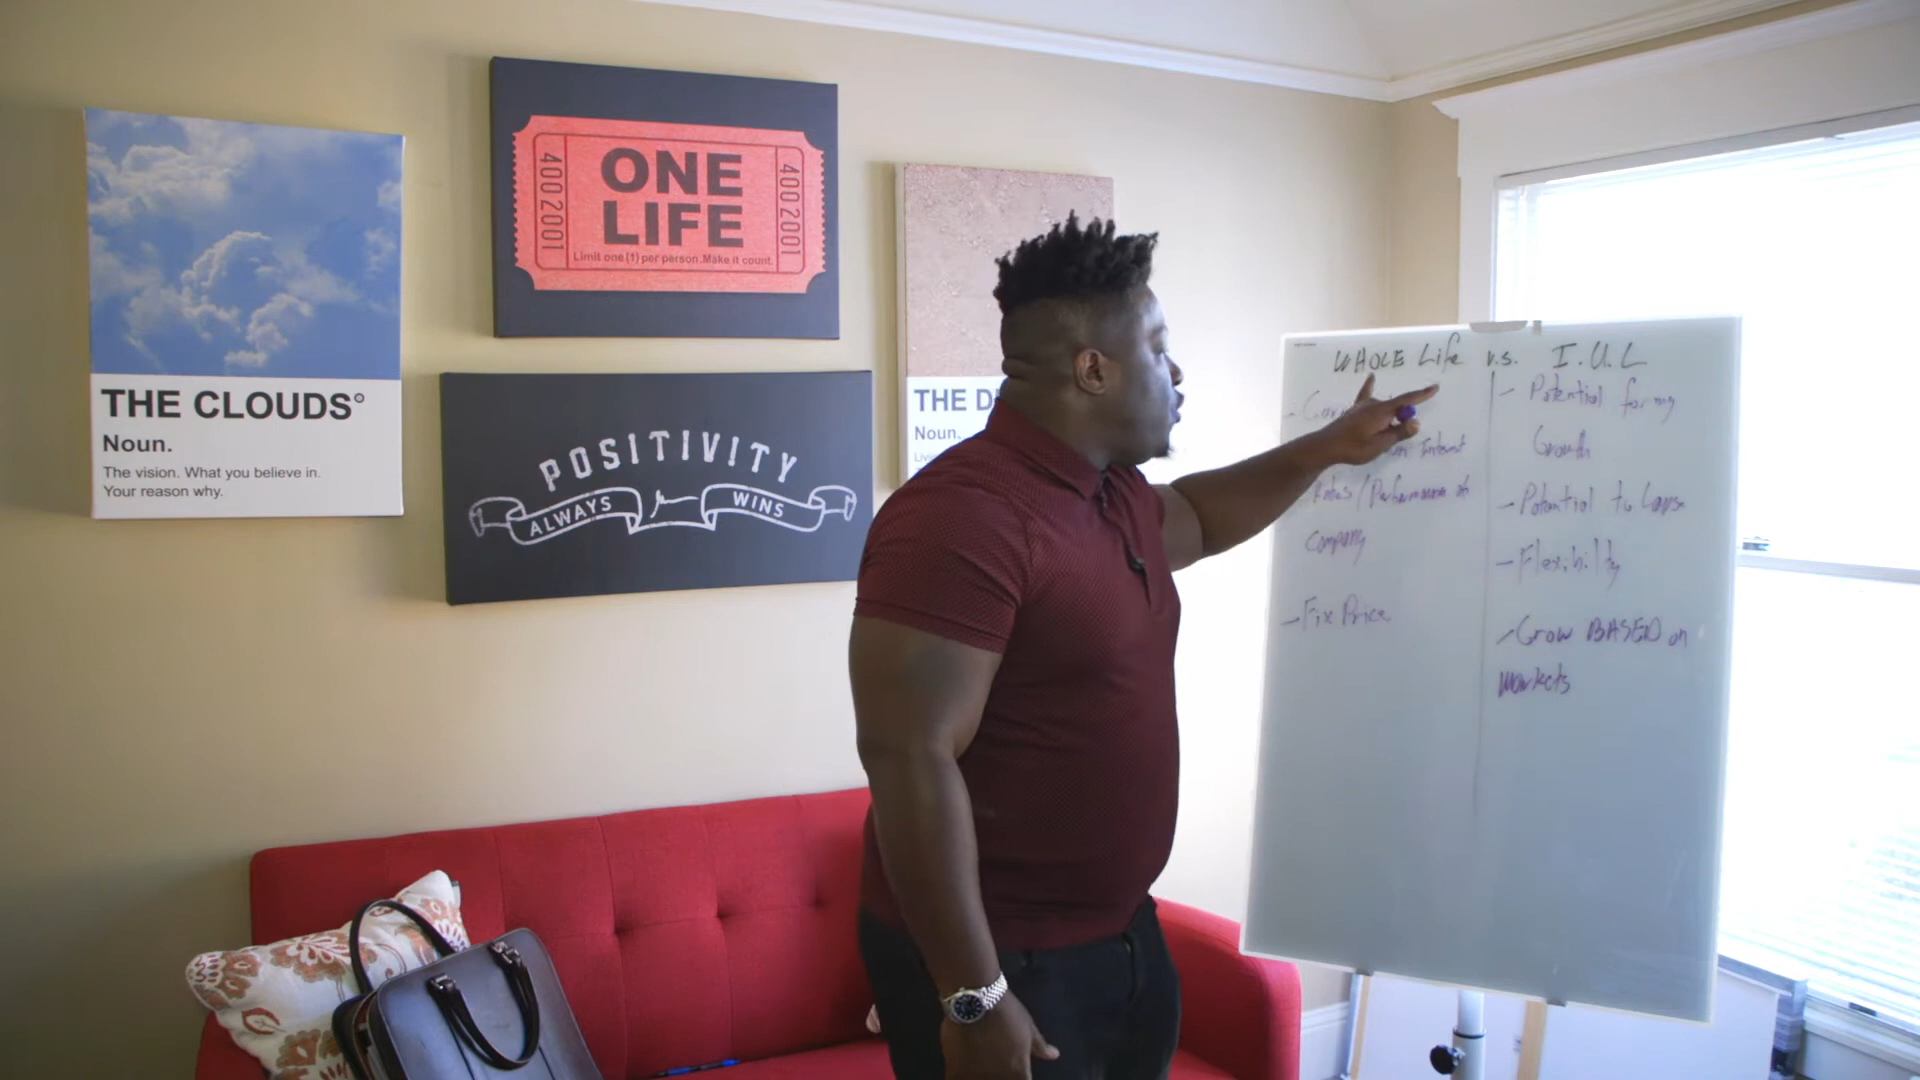 THE CLOUDS°
Noun.
The vision. What you believe in.
Your reason why.
4002001
ONE
LIFE
Limit one (1) per person. Make it count.
4002001
POSITIVITY
ALWAYS WINS
THE D
Noun.
WHOLE Life v.s. I.U.L
Interest
Rates / Performance of
Company
- Fix Price
- Potential for my
Growth
- Potential to Lapse
- Flexibilty
- Grow BASED on
Markets